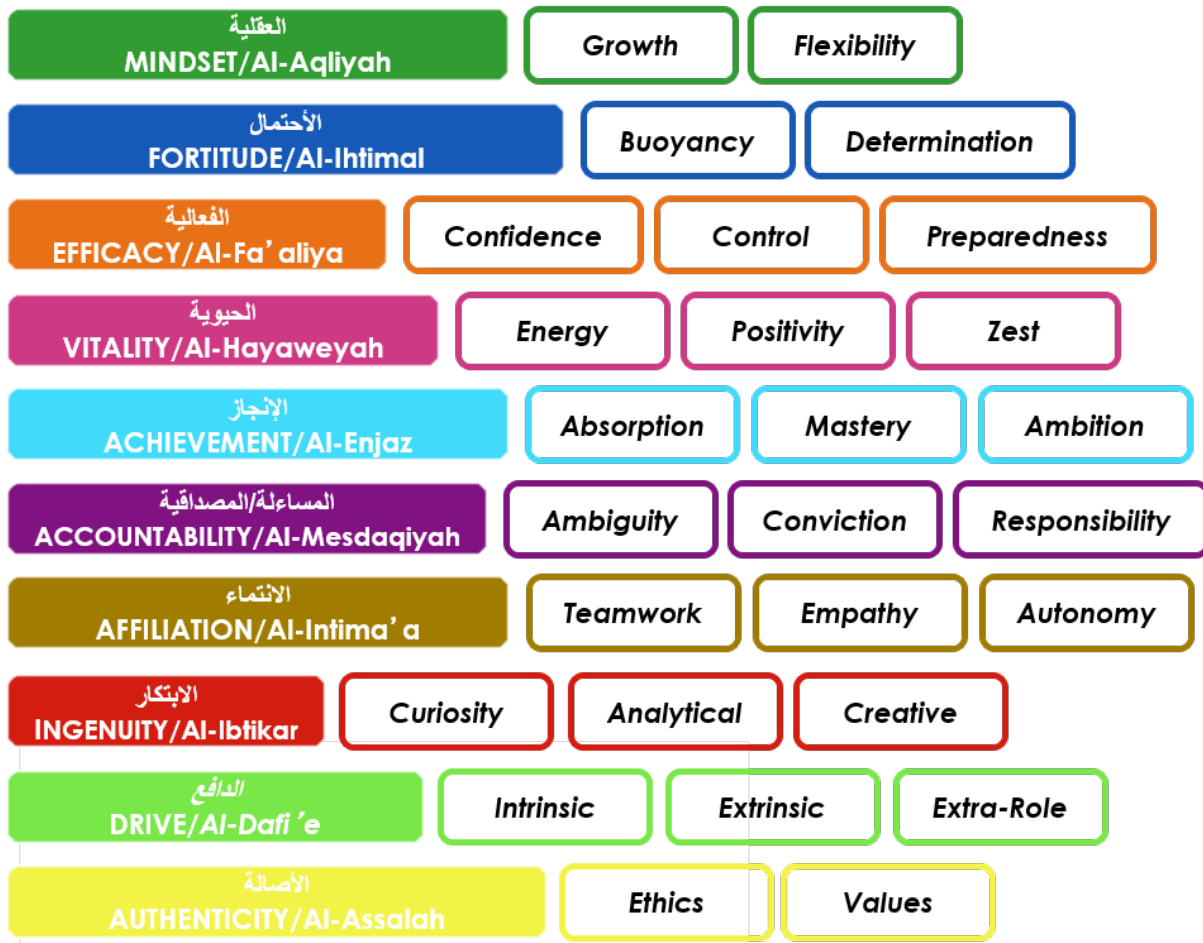 العقلية
MINDSET/Al-Aqliyah
Growth
Flexibility
الأحتمال
FORTITUDE/Al-Ihtimal
Buoyancy
Determination
الفعالية
EFFICACY/Al-Fa’aliya
Confidence
Control
Preparedness
الحيوية
VITALITY/Al-Hayaweyah
Energy
Positivity
Zest
الإنجاز
ACHIEVEMENT/Al-Enjaz
Absorption
Mastery
Ambition
المساءلة/المصداقية
ACCOUNTABILITY/Al-Mesdaqiyah
Ambiguity
Conviction
Responsibility
الانتماء
AFFILIATION/Al-Intima’a
Teamwork
Empathy
Autonomy
الابتكار
INGENUITY/Al-Ibtikar
Curiosity
Analytical
Creative
الدافع
DRIVE/Al-Dafi’e
Intrinsic
Extrinsic
Extra-Role
الأصالة
AUTHENTICITY/Al-Assalah
Ethics
Values